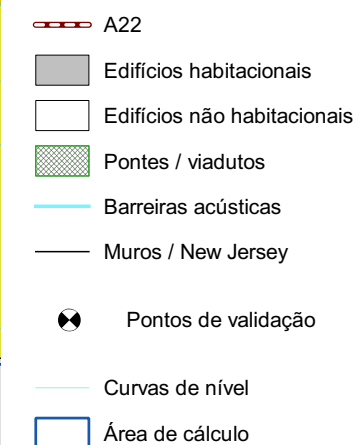 A22
Edifícios habitacionais
Edifícios não habitacionais
Pontes / viadutos
Barreiras acústicas
Muros / New Jersey
Pontos de validação
Curvas de nível
Área de cálculo